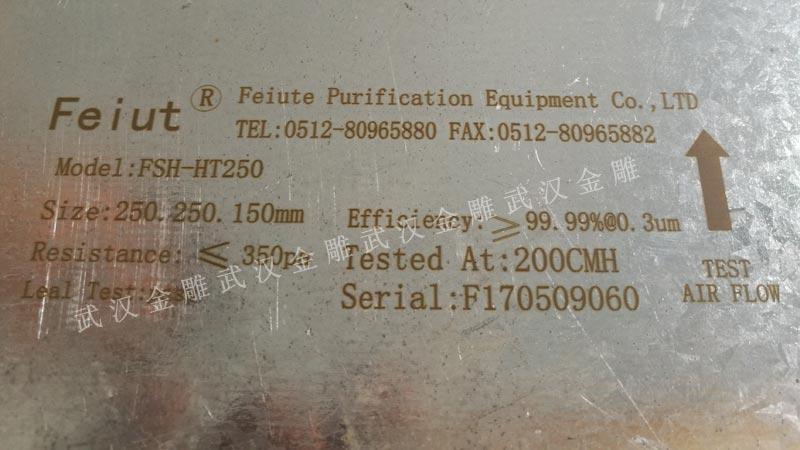 Feiut ® Feiute Purification Equipment Co.,LTD
TEL:0512-80965880 FAX:0512-80965882
Model:FSH-HT250
Size:250.250.150mm Efficiency:≥99.99%@0.3um
Resistance:≤ 350pa Tested At:200CMH
Leal Test: Serial:F170509060
TEST
AIR FLOW
武汉金雕武汉金雕武汉金雕武汉金雕